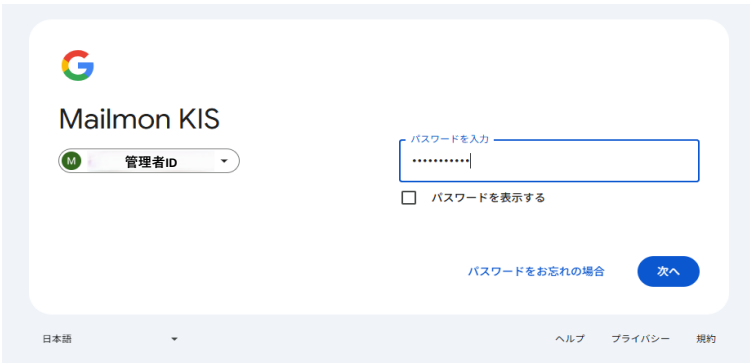 Mailmon KIS
M 管理者ID
パスワードを入力
•••••••••••
パスワードを表示する
パスワードをお忘れの場合
次へ
日本語
ヘルプ プライバシー 規約